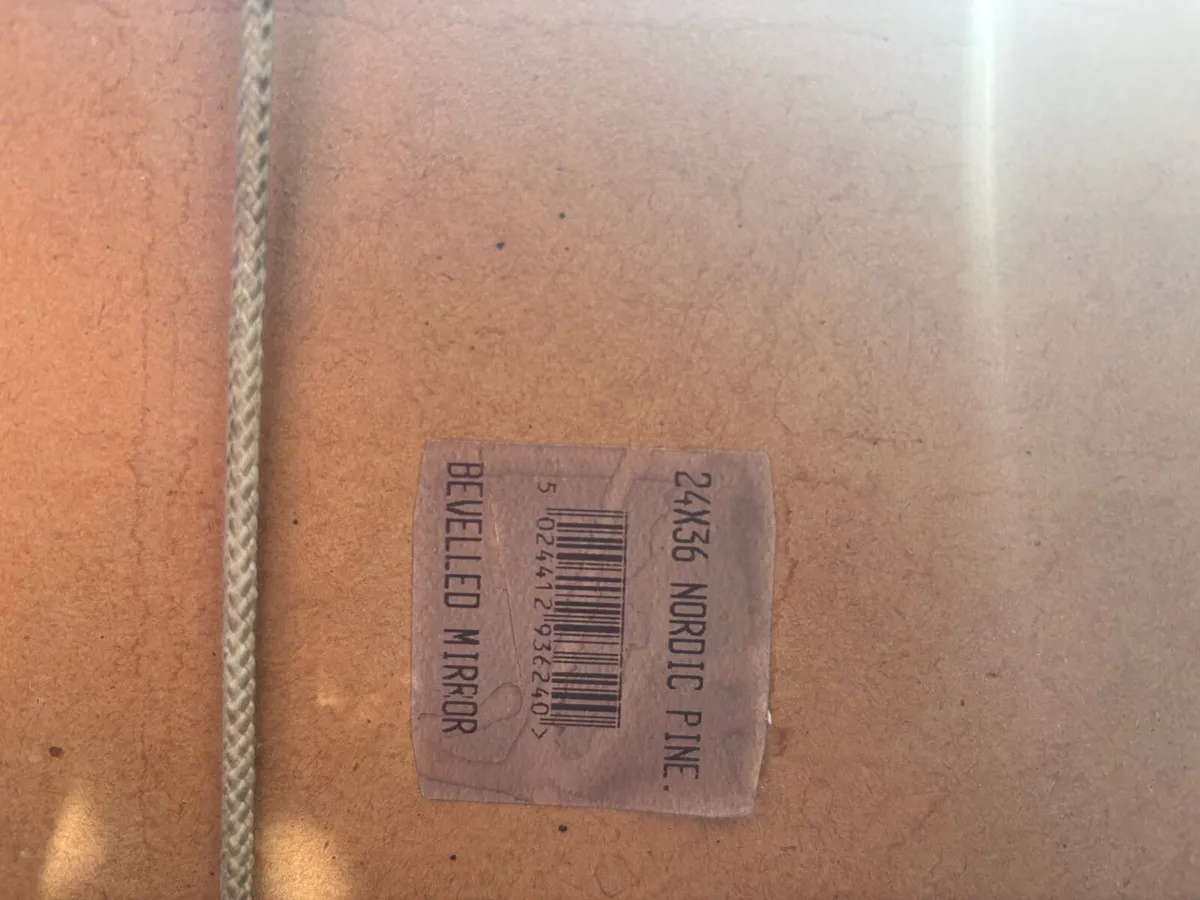 24X36 NORDIC PINE.
5 024412 936240 >
BEVELLED MIRROR